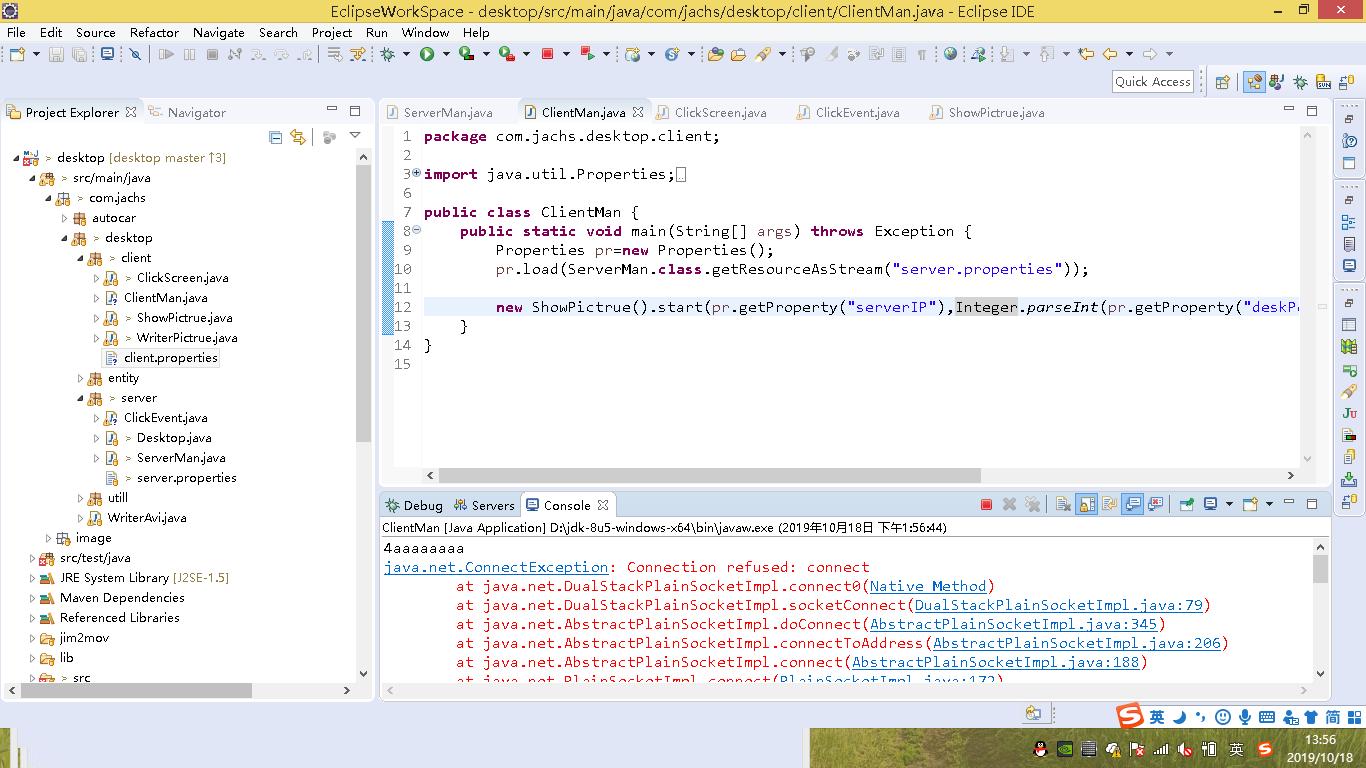 EclipseWorkSpace - desktop/src/main/java/com/jachs/desktop/client/ClientMan.java - Eclipse IDE
File Edit Source Refactor Navigate Search Project Run Window Help
Quick Access
Project Explorer Navigator
> desktop [desktop master ↑3]
> src/main/java
> com.jachs
autocar
> desktop
> client
> ClickScreen.java
ClientMan.java
> ShowPictrue.java
> WriterPictrue.java
client.properties
entity
> server
ClickEvent.java
> Desktop.java
> ServerMan.java
> server.properties
utill
WriterAvi.java
image
src/test/java
JRE System Library [J2SE-1.5]
Maven Dependencies
Referenced Libraries
jim2mov
lib
> src
ServerMan.java ClientMan.java ClickScreen.java ClickEvent.java ShowPictrue.java
1 package com.jachs.desktop.client;
2
3 import java.util.Properties;
6
7 public class ClientMan {
8 public static void main(String[] args) throws Exception {
9 Properties pr=new Properties();
10 pr.load(ServerMan.class.getResourceAsStream("server.properties"));
11
12 new ShowPictrue().start(pr.getProperty("serverIP"),Integer.parseInt(pr.getProperty("deskP
13 }
14 }
15
Debug Servers Console
ClientMan [Java Application] D:\jdk-8u5-windows-x64\bin\javaw.exe (2019年10月18日 下午1:56:44)
4aaaaaaaa
java.net.ConnectException: Connection refused: connect
at java.net.DualStackPlainSocketImpl.connect0(Native Method)
at java.net.DualStackPlainSocketImpl.socketConnect(DualStackPlainSocketImpl.java:79)
at java.net.AbstractPlainSocketImpl.doConnect(AbstractPlainSocketImpl.java:345)
at java.net.AbstractPlainSocketImpl.connectToAddress(AbstractPlainSocketImpl.java:206)
at java.net.AbstractPlainSocketImpl.connect(AbstractPlainSocketImpl.java:188)
at java.net.PlainSocketImpl.connect(PlainSocketImpl.java:172)
英 简
英
13:56
2019/10/18